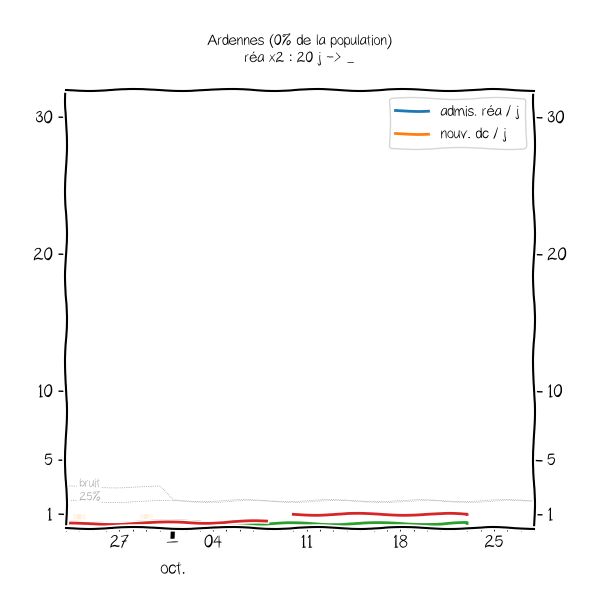 Ardennes (0% de la population)
réa x2 : 20 j -> _
admis. réa / j
nouv. dc / j
30
30
20
20
10
10
5
5
bruit
25%
1
1
27
04
11
18
25
oct.